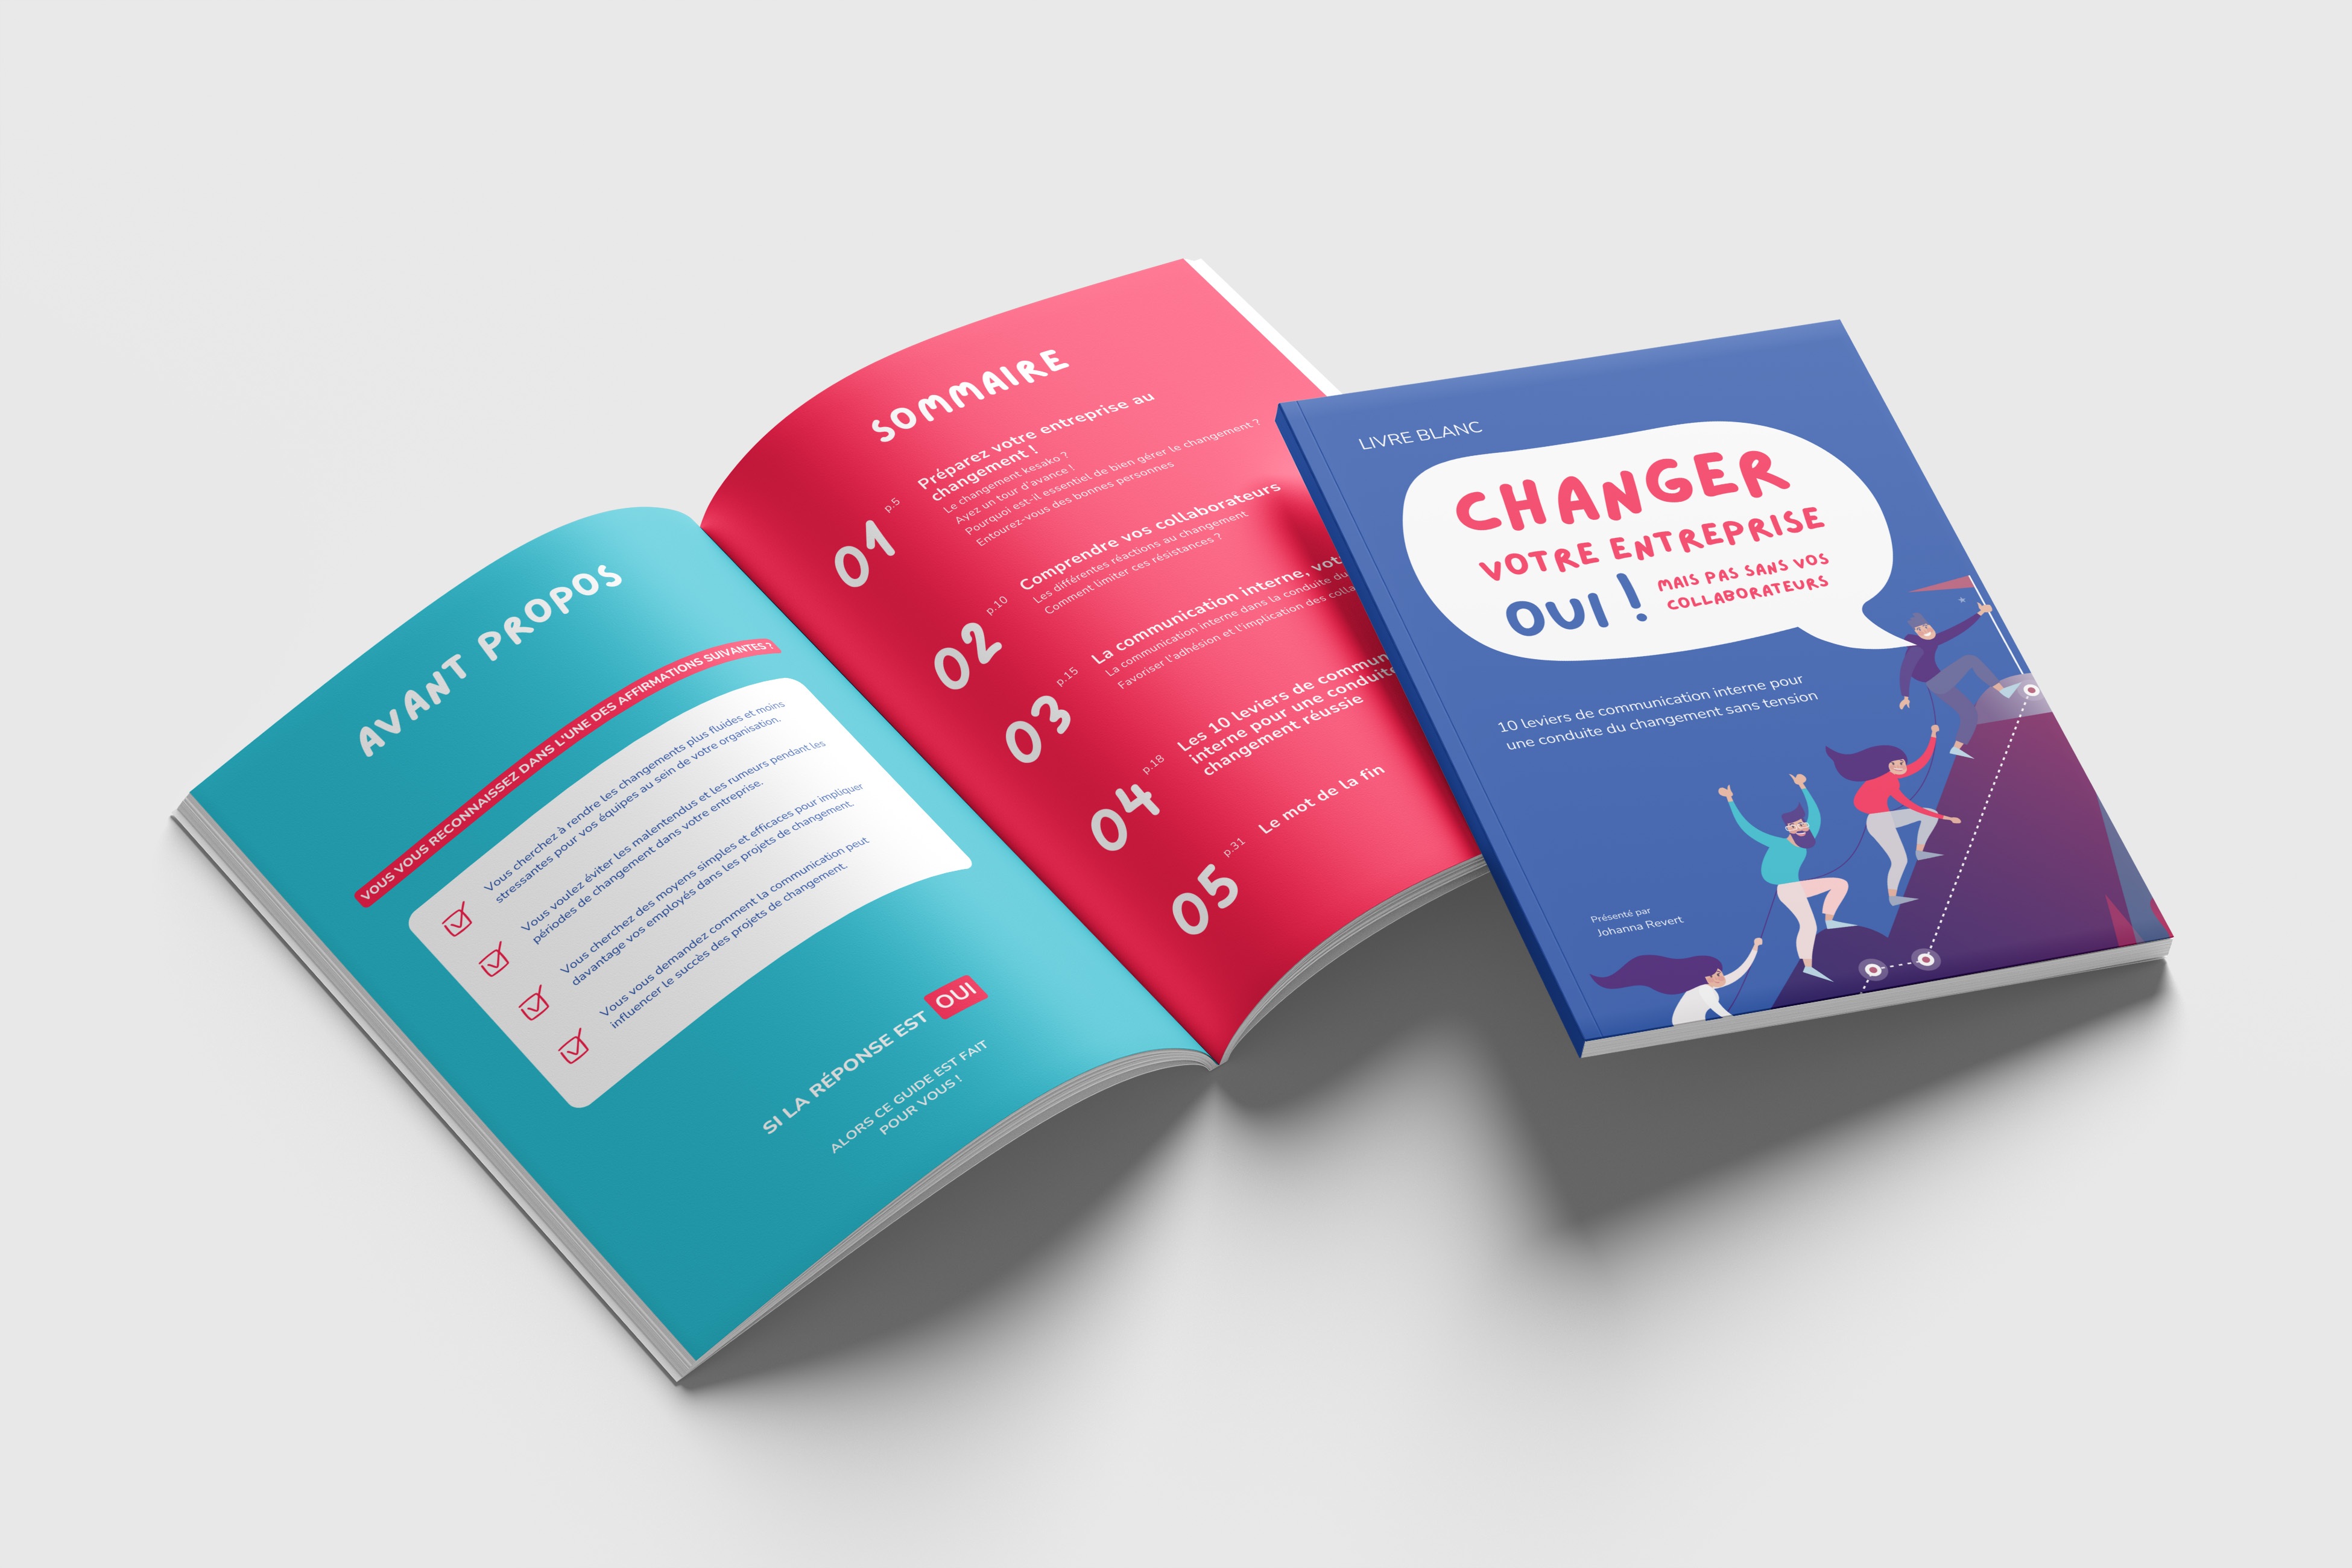 AVANT PROPOS
VOUS VOUS RECONNAISSEZ DANS L'UNE DES AFFIRMATIONS SUIVANTES ?
Vous cherchez à rendre les changements plus fluides et moins
stressantes pour vos équipes au sein de votre organisation.
Vous voulez éviter les malentendus et les rumeurs pendant les
périodes de changement dans votre entreprise.
Vous cherchez des moyens simples et efficaces pour impliquer
davantage vos employés dans les projets de changement.
Vous vous demandez comment la communication peut
influencer le succès des projets de changement.
SI LA RÉPONSE EST OUI
ALORS CE GUIDE EST FAIT
POUR VOUS !
SOMMAIRE
01
p.5
Préparez votre entreprise au
changement !
Le changement kesako ?
Ayez un tour d'avance !
Pourquoi est-il essentiel de bien gérer le changement ?
Entourez-vous des bonnes personnes
02
p.10
Comprendre vos collaborateurs
Les différentes réactions au changement
Comment limiter ces résistances ?
03
p.15
La communication interne,
La communication interne dans la conduite du
Favoriser l'adhésion et l'implication des
04
p.18
Les 10 leviers de
interne pour une conduite
changement réussie
05
p.31
Le mot de la fin
LIVRE BLANC
CHANGER
VOTRE ENTREPRISE
OUI !
MAIS PAS SANS VOS
COLLABORATEURS
10 leviers de communication interne pour
une conduite du changement sans tension
Présenté par
Johanna Revert